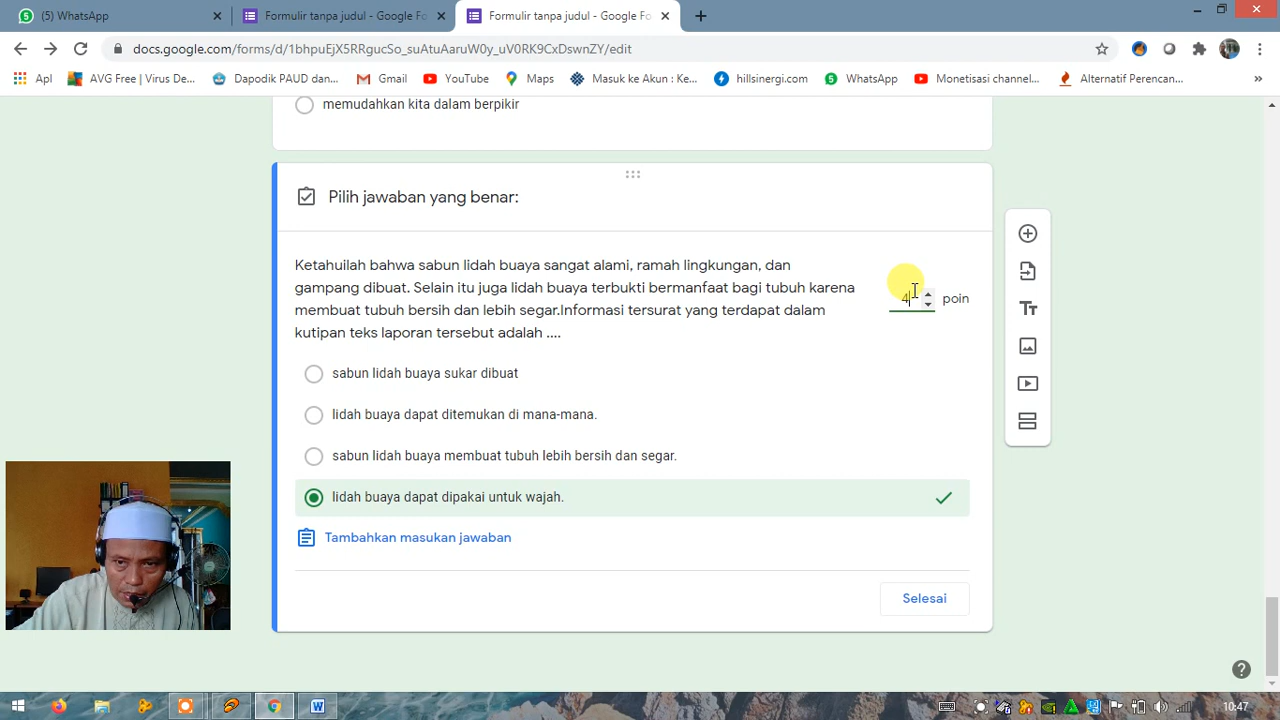 (5) WhatsApp
Formulir tanpa judul - Google Fo
Formulir tanpa judul - Google Fo
docs.google.com/forms/d/1bhpuEjX5RRgucSo_suAtuAaruW0y_uV0RK9CxDswnZY/edit
Apl
AVG Free | Virus De...
Dapodik PAUD dan...
Gmail
YouTube
Maps
Masuk ke Akun : Ke...
hillsinergi.com
WhatsApp
Monetisasi channel...
Alternatif Perencan...
memudahkan kita dalam berpikir
Pilih jawaban yang benar:
Ketahuilah bahwa sabun lidah buaya sangat alami, ramah lingkungan, dan
gampang dibuat. Selain itu juga lidah buaya terbukti bermanfaat bagi tubuh karena
membuat tubuh bersih dan lebih segar.Informasi tersurat yang terdapat dalam
kutipan teks laporan tersebut adalah ....
4 poin
sabun lidah buaya sukar dibuat
lidah buaya dapat ditemukan di mana-mana.
sabun lidah buaya membuat tubuh lebih bersih dan segar.
lidah buaya dapat dipakai untuk wajah.
Tambahkan masukan jawaban
Selesai
10:47